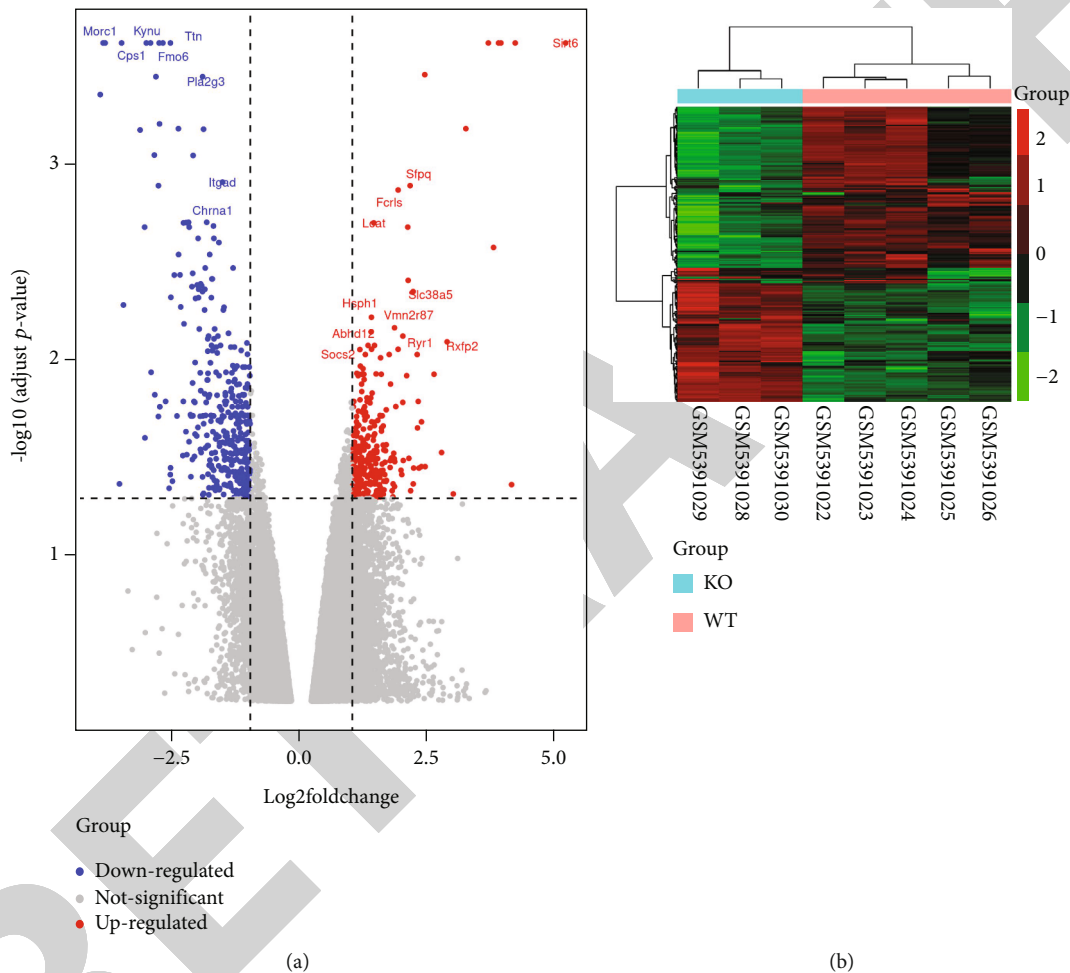 Morc1 Kynu Ttn Sirt6
Cps1 Fmo6
Pla2g3
Itgad Sfpq
Chrna1 Fcrls
Lcat
Slc38a5
Hsph1
Vmn2r87
Abhd12 Ryr1 Rxfp2
Socs2
3
2
1
-log10 (adjust p-value)
−2.5 0.0 2.5 5.0
Log2foldchange
Group
Down-regulated
Not-significant
Up-regulated
(a)
Group
2
1
0
−1
−2
GSM5391029
GSM5391028
GSM5391030
GSM5391022
GSM5391023
GSM5391024
GSM5391025
GSM5391026
Group
KO
WT
(b)